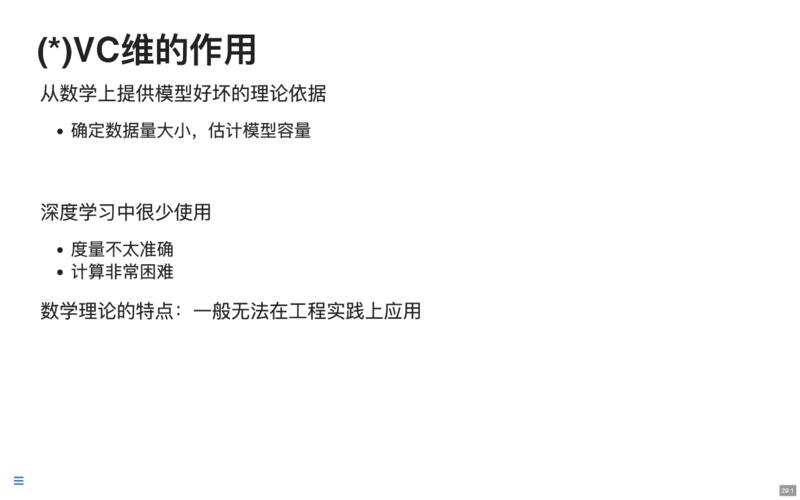 (*)VC维的作用
从数学上提供模型好坏的理论依据
• 确定数据量大小，估计模型容量
深度学习中很少使用
• 度量不太准确
• 计算非常困难
数学理论的特点：一般无法在工程实践上应用
29.1